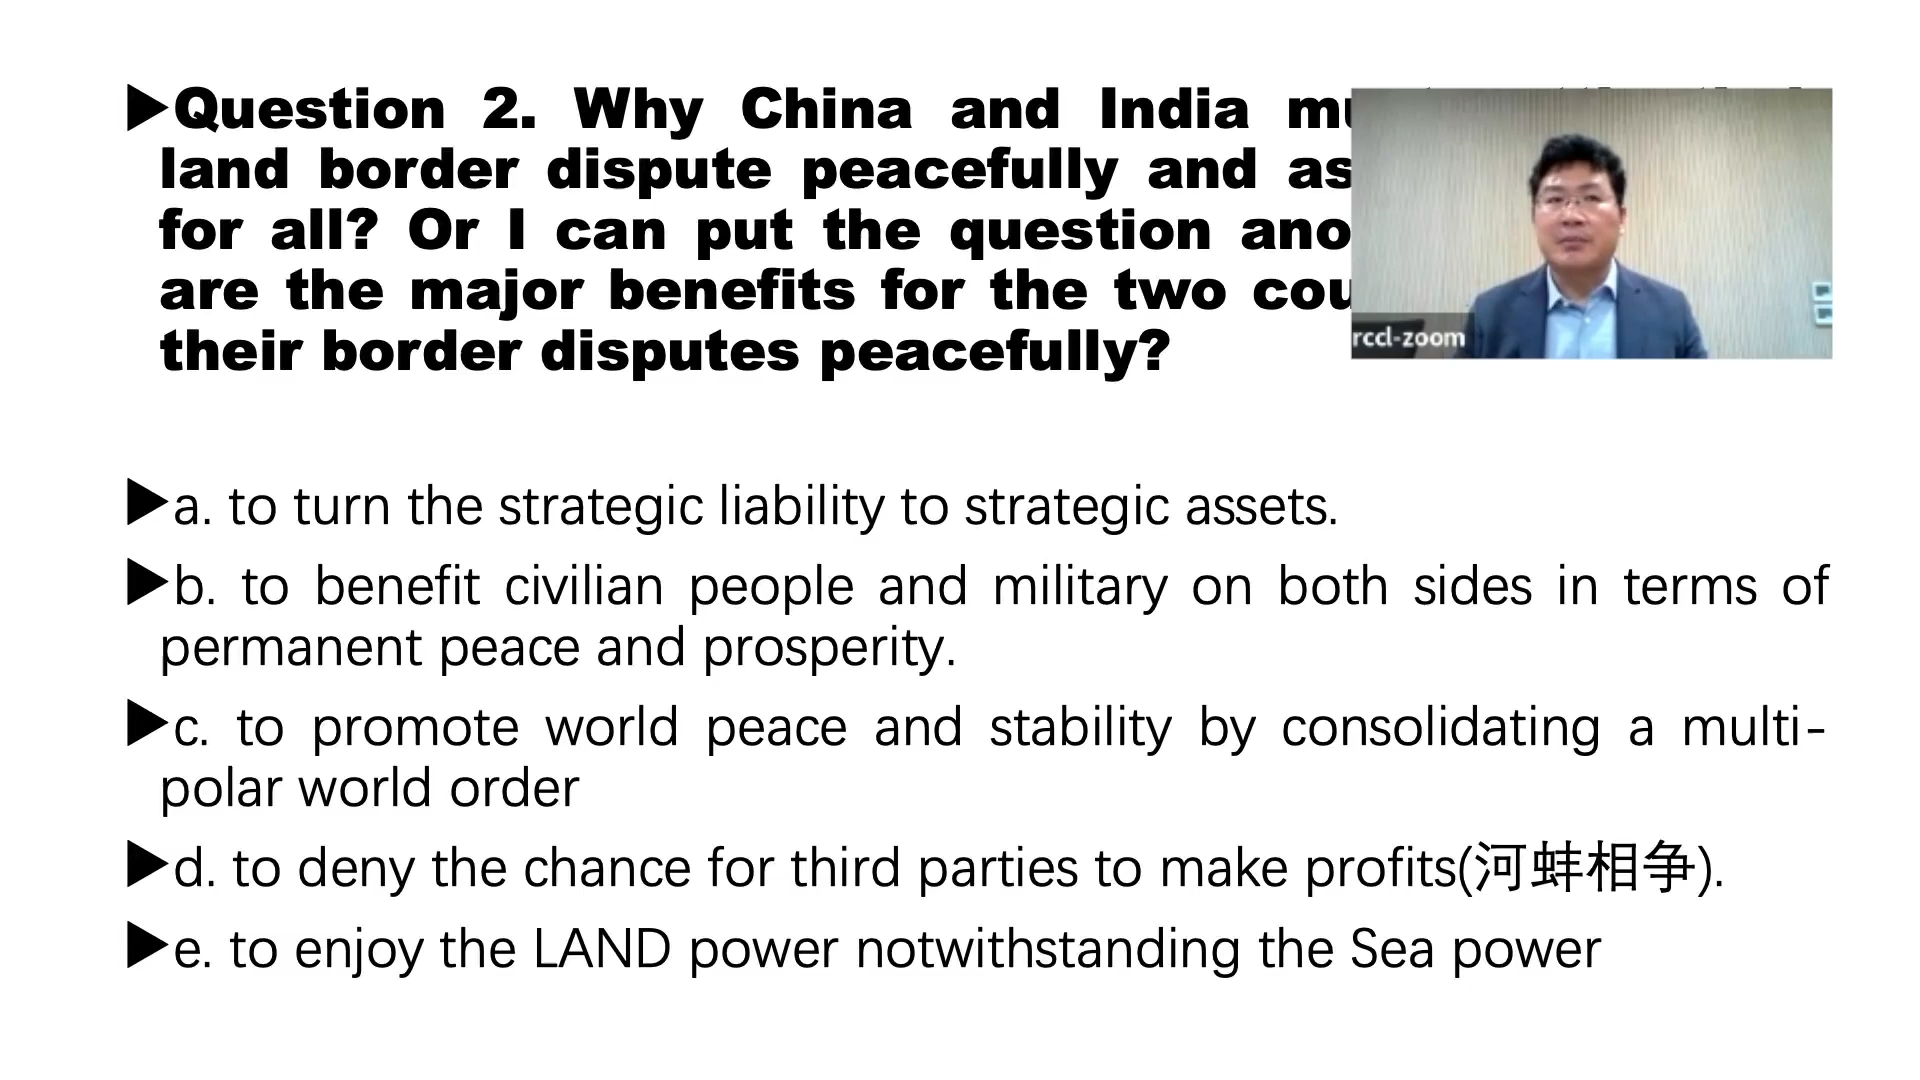 Question 2. Why China and India
land border dispute peacefully and
for all? Or I can put the question
are the major benefits for the two
their border disputes peacefully?
rccl-zoom
a. to turn the strategic liability to strategic assets.
b. to benefit civilian people and military on both sides in terms of
permanent peace and prosperity.
c. to promote world peace and stability by consolidating a multi-
polar world order
d. to deny the chance for third parties to make profits(河蚌相争).
e. to enjoy the LAND power notwithstanding the Sea power